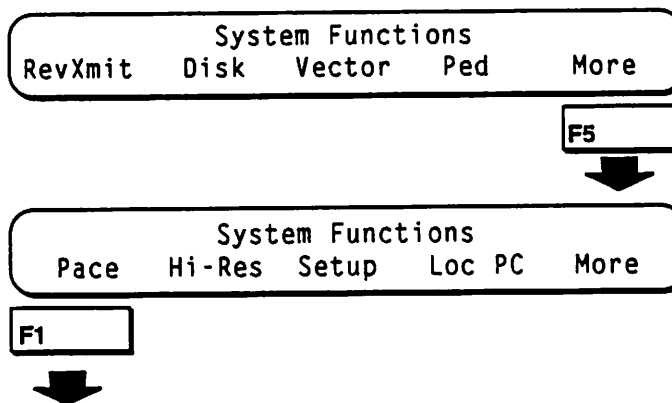 System Functions
RevXmit Disk Vector Ped More
F5
System Functions
Pace Hi-Res Setup Loc PC More
F1